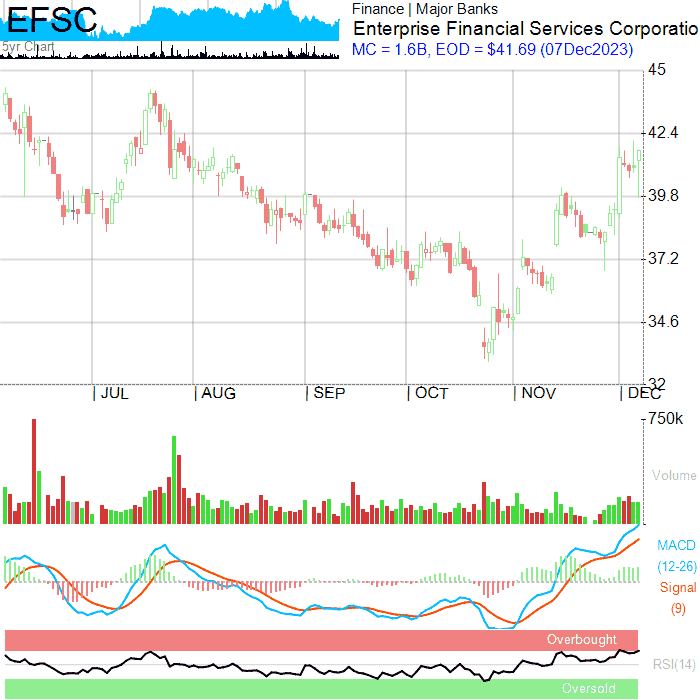 EFSC
5yr Chart
Finance | Major Banks
Enterprise Financial Services Corporatio
MC = 1.6B, EOD = $41.69 (07Dec2023)
45
42.4
39.8
37.2
34.6
32
JUL AUG SEP OCT NOV DEC
750k
Volume
MACD
(12-26)
Signal
(9)
Overbought
RSI(14)
Oversold